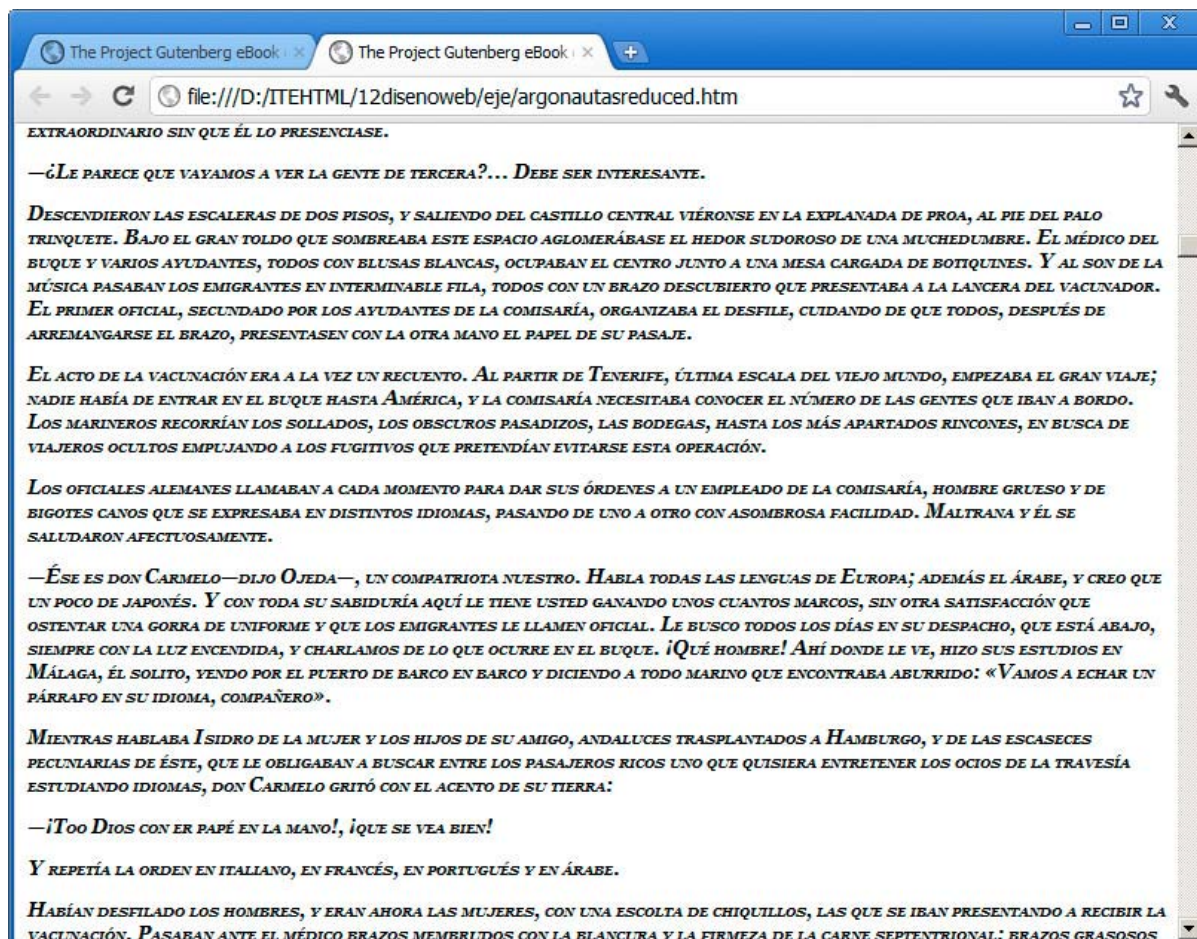 The Project Gutenberg eBook
The Project Gutenberg eBook
file:///D:/ITEHTML/12disenoweb/eje/argonautasreduced.htm
extraordinario sin que él lo presenciase.
—¿Le parece que vayamos a ver la gente de tercera?... Debe ser interesante.
Descendieron las escaleras de dos pisos, y saliendo del castillo central viéronse en la explanada de proa, al pie del palo
trinquete. Bajo el gran toldo que sombreaba este espacio aglomerábase el hedor sudoroso de una muchedumbre. El médico del
buque y varios ayudantes, todos con blusas blancas, ocupaban el centro junto a una mesa cargada de botiquines. Y al son de la
música pasaban los emigrantes en interminable fila, todos con un brazo descubierto que presentaba a la lancera del vacunador.
El primer oficial, secundado por los ayudantes de la comisaría, organizaba el desfile, cuidando de que todos, después de
arremangarse el brazo, presentasen con la otra mano el papel de su pasaje.
El acto de la vacunación era a la vez un recuento. Al partir de Tenerife, última escala del viejo mundo, empezaba el gran viaje;
nadie había de entrar en el buque hasta América, y la comisaría necesitaba conocer el número de las gentes que iban a bordo.
Los marineros recorrían los sollados, los obscuros pasadizos, las bodegas, hasta los más apartados rincones, en busca de
viajeros ocultos empujando a los fugitivos que pretendían evitarse esta operación.
Los oficiales alemanes llamaban a cada momento para dar sus órdenes a un empleado de la comisaría, hombre grueso y de
bigotes canos que se expresaba en distintos idiomas, pasando de uno a otro con asombrosa facilidad. Maltrana y él se
saludaron afectuosamente.
—Ése es don Carmelo—dijo Ojeda—, un compatriota nuestro. Habla todas las lenguas de Europa; además el árabe, y creo que
un poco de japonés. Y con toda su sabiduría aquí le tiene usted ganando unos cuantos marcos, sin otra satisfacción que
ostentar una gorra de uniforme y que los emigrantes le llamen oficial. Le busco todos los días en su despacho, que está abajo,
siempre con la luz encendida, y charlamos de lo que ocurre en el buque. ¡Qué hombre! Ahí donde le ve, hizo sus estudios en
Málaga, él solito, yendo por el puerto de barco en barco y diciendo a todo marino que encontraba aburrido: «Vamos a echar un
párrafo en su idioma, compañero».
Mientras hablaba Isidro de la mujer y los hijos de su amigo, andaluces trasplantados a Hamburgo, y de las escaseces
pecuniarias de éste, que le obligaban a buscar entre los pasajeros ricos uno que quisiera entretener los ocios de la travesía
estudiando idiomas, don Carmelo gritó con el acento de su tierra:
—¡Too Dios con er papé en la mano!, ¡que se vea bien!
Y repetía la orden en italiano, en francés, en portugués y en árabe.
Habían desfilado los hombres, y eran ahora las mujeres, con una escolta de chiquillos, las que se iban presentando a recibir la
vacunación. Pasaban ante el médico brazos membrudos con la blancura y la firmeza de la carne septentrional; brazos grasosos